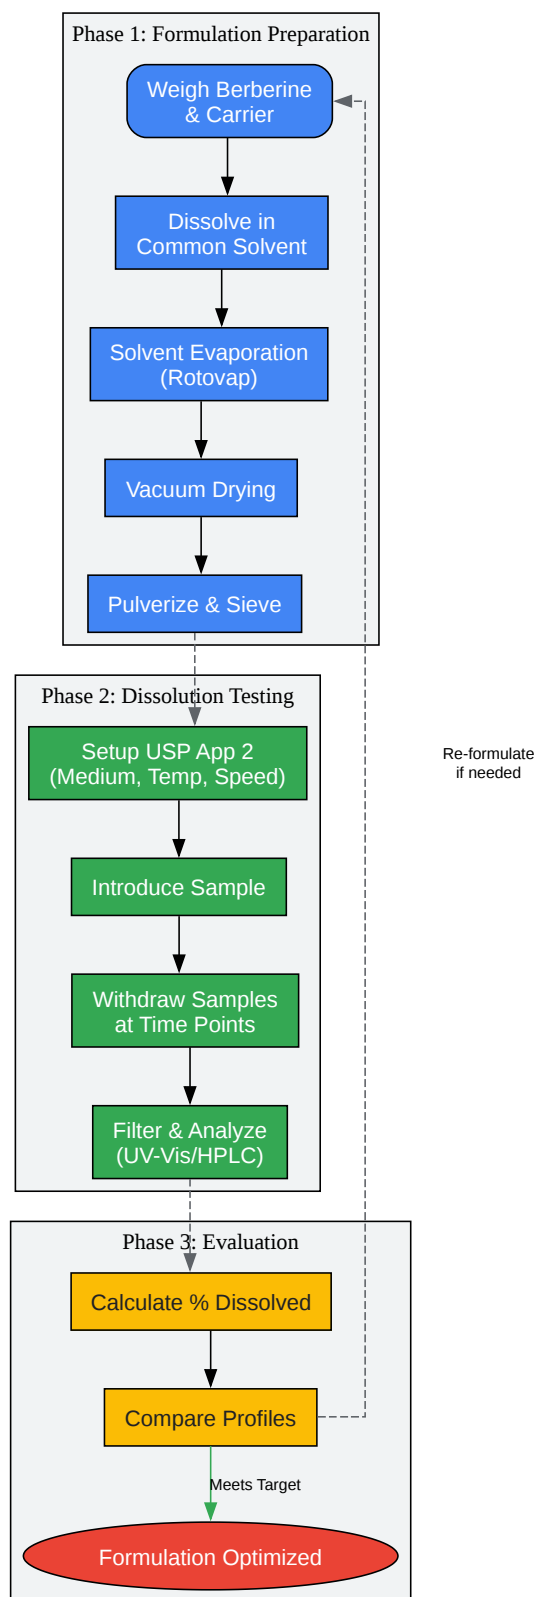 Phase 1: Formulation Preparation
Weigh Berberine
& Carrier
Dissolve in
Common Solvent
Solvent Evaporation
(Rotovap)
Vacuum Drying
Pulverize & Sieve
Phase 2: Dissolution Testing
Setup USP App 2
(Medium, Temp, Speed)
Re-formulate
if needed
Introduce Sample
Withdraw Samples
at Time Points
Filter & Analyze
(UV-Vis/HPLC)
Phase 3: Evaluation
Calculate % Dissolved
Compare Profiles
Meets Target
Formulation Optimized